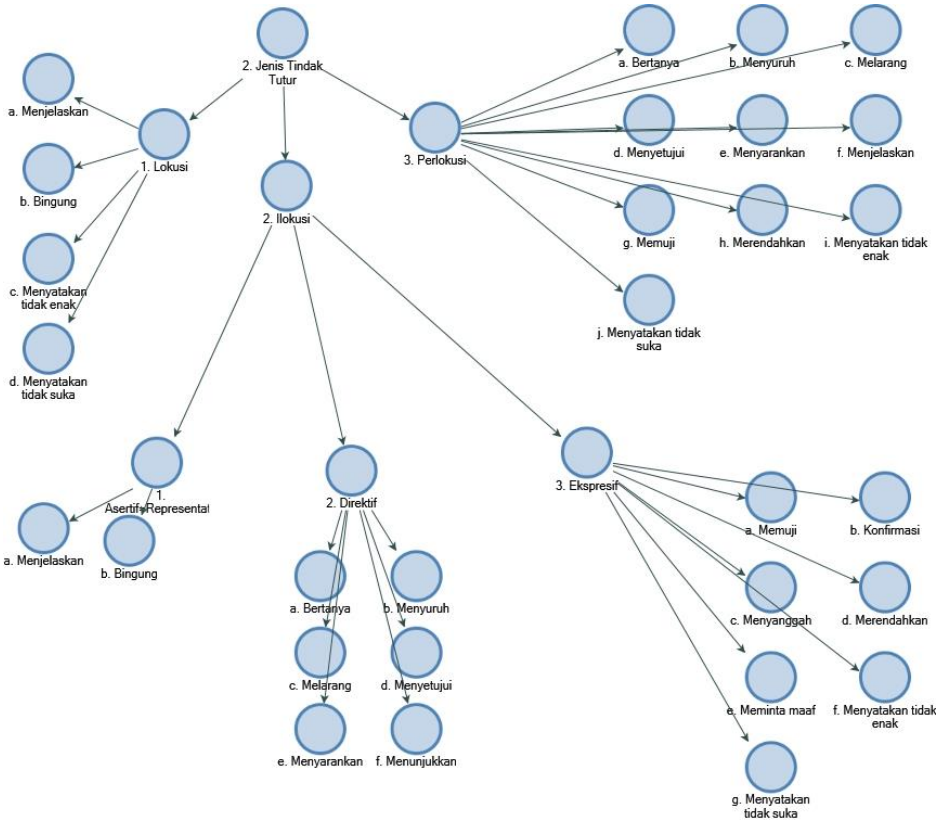 2. Jenis Tindak
Tutur
a. Menjelaskan
1. Lokusi
b. Bingung
c. Menyatakan
tidak enak
d. Menyatakan
tidak suka
2. Ilokusi
3. Perlokusi
a. Bertanya
b. Menyuruh
c. Melarang
d. Menyetujui
e. Menyarankan
f. Menjelaskan
g. Memuji
h. Merendahkan
i. Menyatakan tidak
enak
j. Menyatakan tidak
suka
1.
Asertif-Representat
a. Menjelaskan
b. Bingung
2. Direktif
a. Bertanya
b. Menyuruh
c. Melarang
d. Menyetujui
e. Menyarankan
f. Menunjukkan
3. Ekspresif
a. Memuji
b. Konfirmasi
c. Menyanggah
d. Merendahkan
e. Meminta maaf
f. Menyatakan tidak
enak
g. Menyatakan
tidak suka